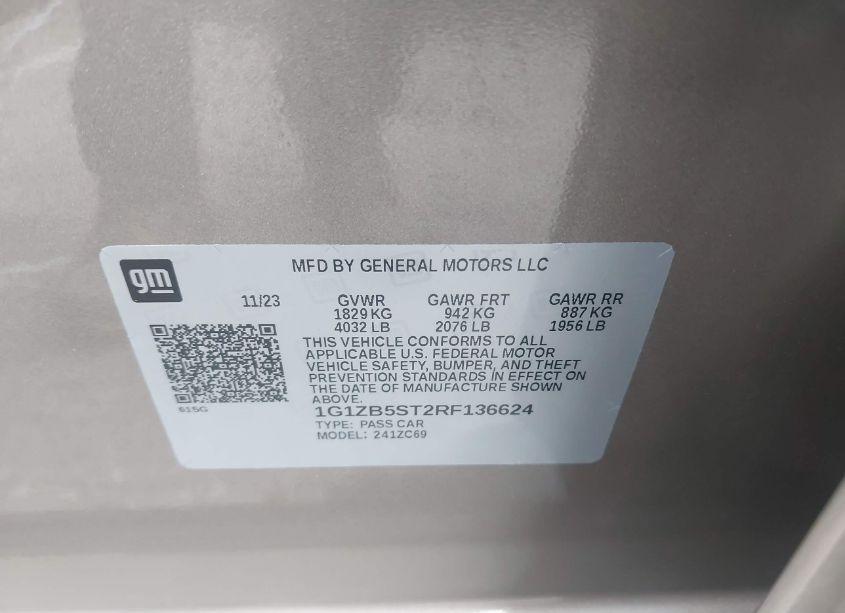 gm
MFD BY GENERAL MOTORS LLC
11/23 GVWR GAWR FRT GAWR RR
1829 KG 942 KG 887 KG
4032 LB 2076 LB 1956 LB
THIS VEHICLE CONFORMS TO ALL
APPLICABLE U.S. FEDERAL MOTOR
VEHICLE SAFETY, BUMPER, AND THEFT
PREVENTION STANDARDS IN EFFECT ON
THE DATE OF MANUFACTURE SHOWN
ABOVE.
615G
1G1ZB5ST2RF136624
TYPE: PASS CAR
MODEL: 241ZC69